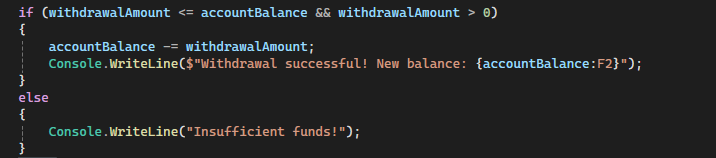 if (withdrawalAmount <= accountBalance && withdrawalAmount > 0)
{
    accountBalance -= withdrawalAmount;
    Console.WriteLine($"Withdrawal successful! New balance: {accountBalance:F2}");
}
else
{
    Console.WriteLine("Insufficient funds!");
}